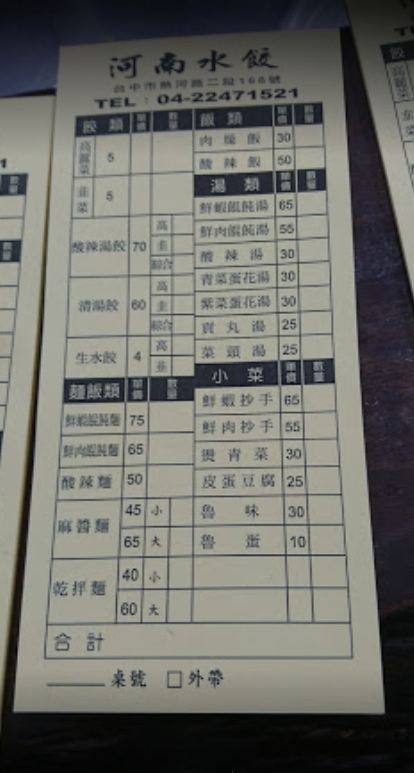 河南水餃
台中市熱河路二段168號
TEL：04-22471521
餃類 單價 數量
高麗菜 5
韭菜 5
酸辣湯餃 70 高 韭 綜合
清湯餃 60 高 韭 綜合
生水餃 4 高 韭
麵飯類 單價 數量
鮮蝦餛飩麵 75
鮮肉餛飩麵 65
酸辣麵 50
麻醬麵 45 小
65 大
乾拌麵 40 小
60 大
飯類 單價 數量
肉燥飯 30
酸辣飯 50
湯類 單價 數量
鮮蝦餛飩湯 65
鮮肉餛飩湯 55
酸辣湯 30
青菜蛋花湯 30
紫菜蛋花湯 30
貢丸湯 25
菜頭湯 25
小菜 單價 數量
鮮蝦抄手 65
鮮肉抄手 55
燙青菜 30
皮蛋豆腐 25
魯味 30
魯蛋 10
合計
桌號 □外帶